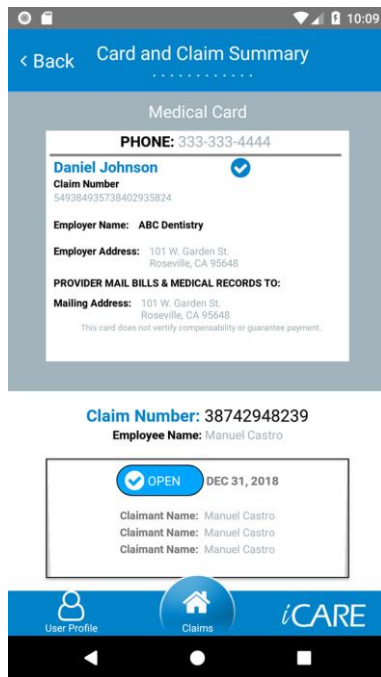 10:09
< Back
Card and Claim Summary
Medical Card
PHONE: 333-333-4444
Daniel Johnson
Claim Number
549384935738402935824
Employer Name: ABC Dentistry
Employer Address: 101 W. Garden St.
Roseville, CA 95648
PROVIDER MAIL BILLS & MEDICAL RECORDS TO:
Mailing Address: 101 W. Garden St.
Roseville, CA 95648
This card does not vertify compensability or guarantee payment.
Claim Number: 38742948239
Employee Name: Manuel Castro
OPEN DEC 31, 2018
Claimant Name: Manuel Castro
Claimant Name: Manuel Castro
Claimant Name: Manuel Castro
User Profile
Claims
iCARE